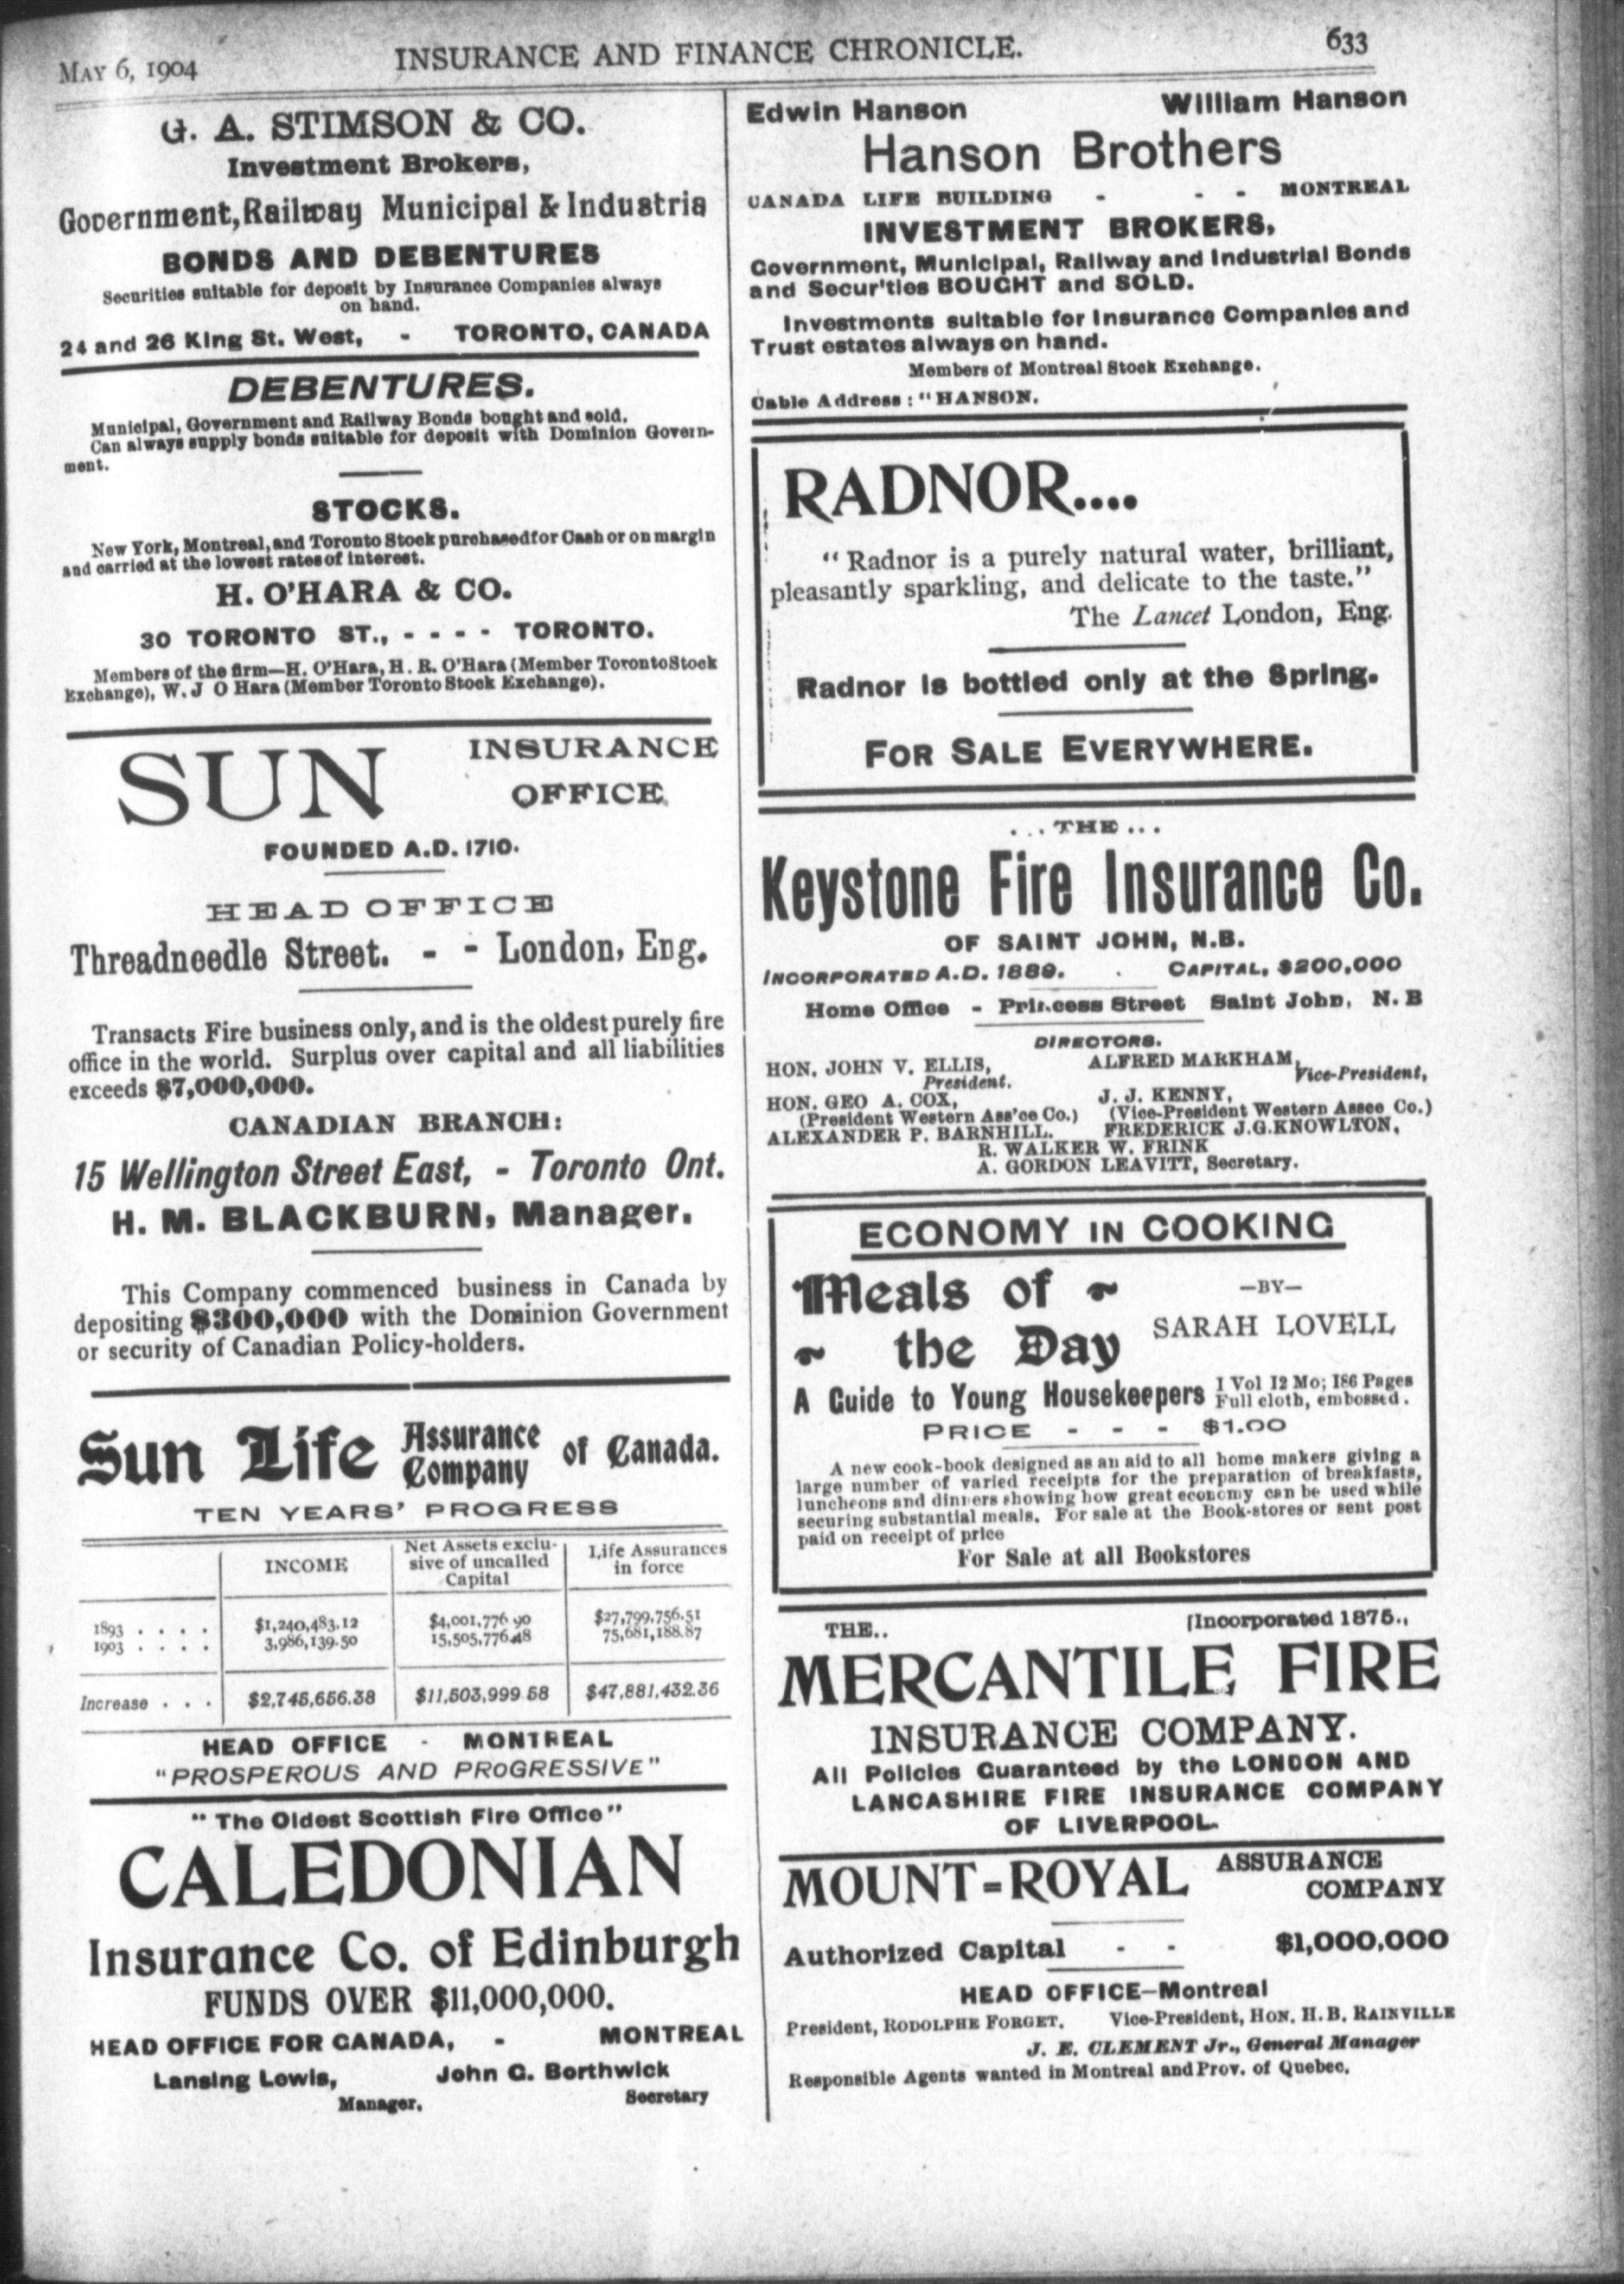 MAY 6, 1904
INSURANCE AND FINANCE CHRONICLE.
633
G. A. STIMSON & CO.
Investment Brokers,
Government, Railway Municipal & Industria
BONDS AND DEBENTURES
Securities suitable for deposit by Insurance Companies always
on hand.
24 and 26 King St. West, - TORONTO, CANADA
DEBENTURES.
Municipal, Government and Railway Bonds bought and sold.
Can always supply bonds suitable for deposit with Dominion Govern-
ment.
STOCKS.
New York, Montreal, and Toronto Stock purchased for Cash or on margin
and carried at the lowest rates of interest.
H. O'HARA & CO.
30 TORONTO ST., - - - - TORONTO.
Members of the firm—H. O'Hara, H. R. O'Hara (Member Toronto Stock
Exchange), W. J O Hara (Member Toronto Stock Exchange).
SUN INSURANCE
OFFICE
FOUNDED A.D. 1710.
HEAD OFFICE
Threadneedle Street. - - London, Eng.
Transacts Fire business only, and is the oldest purely fire
office in the world. Surplus over capital and all liabilities
exceeds $7,000,000.
CANADIAN BRANCH:
15 Wellington Street East, - Toronto Ont.
H. M. BLACKBURN, Manager.
This Company commenced business in Canada by
depositing $300,000 with the Dominion Government
or security of Canadian Policy-holders.
Sun Life Assurance Company of Canada.
TEN YEARS' PROGRESS
INCOME
Net Assets exclu-
sive of uncalled
Capital
Life Assurances
in force
1893 . . . . $1,240,483.12 $4,001,776 90 $27,799,756.51
1903 . . . . 3,986,139.50 15,505,776.48 75,681,188.87
Increase . . . $2,745,656.38 $11,503,999 58 $47,881,432.36
HEAD OFFICE - MONTREAL
"PROSPEROUS AND PROGRESSIVE"
"The Oldest Scottish Fire Office"
CALEDONIAN
Insurance Co. of Edinburgh
FUNDS OVER $11,000,000.
HEAD OFFICE FOR CANADA, - MONTREAL
Lansing Lewis, John G. Borthwick
Manager. Secretary
Edwin Hanson William Hanson
Hanson Brothers
CANADA LIFE BUILDING - - - MONTREAL
INVESTMENT BROKERS,
Government, Municipal, Railway and Industrial Bonds
and Secur'ties BOUGHT and SOLD.
Investments suitable for Insurance Companies and
Trust estates always on hand.
Members of Montreal Stock Exchange.
Cable Address: "HANSON.
RADNOR....
"Radnor is a purely natural water, brilliant,
pleasantly sparkling, and delicate to the taste."
The Lancet London, Eng.
Radnor is bottled only at the Spring.
FOR SALE EVERYWHERE.
...THE...
Keystone Fire Insurance Co.
OF SAINT JOHN, N.B.
INCORPORATED A.D. 1889. . CAPITAL, $200,000
Home Office - Princess Street Saint John, N. B
DIRECTORS.
HON. JOHN V. ELLIS, ALFRED MARKHAM,
President. Vice-President,
HON. GEO A. COX, J. J. KENNY,
(President Western Ass'ce Co.) (Vice-President Western Assce Co.)
ALEXANDER P. BARNHILL. FREDERICK J.G.KNOWLTON,
R. WALKER W. FRINK
A. GORDON LEAVITT, Secretary.
ECONOMY IN COOKING
Meals of —BY—
the Day SARAH LOVELL
A Guide to Young Housekeepers 1 Vol 12 Mo; 186 Pages
Full cloth, embossed.
PRICE - - - $1.00
A new cook-book designed as an aid to all home makers giving a
large number of varied receipts for the preparation of breakfasts,
luncheons and dinners showing how great economy can be used while
securing substantial meals. For sale at the Book-stores or sent post
paid on receipt of price
For Sale at all Bookstores
THE.. [Incorporated 1875.,
MERCANTILE FIRE
INSURANCE COMPANY.
All Policies Guaranteed by the LONDON AND
LANCASHIRE FIRE INSURANCE COMPANY
OF LIVERPOOL.
MOUNT=ROYAL ASSURANCE
COMPANY
Authorized Capital - - $1,000,000
HEAD OFFICE—Montreal
President, RODOLPHE FORGET. Vice-President, HON. H. B. RAINVILLE
J. E. CLEMENT Jr., General Manager
Responsible Agents wanted in Montreal and Prov. of Quebec.